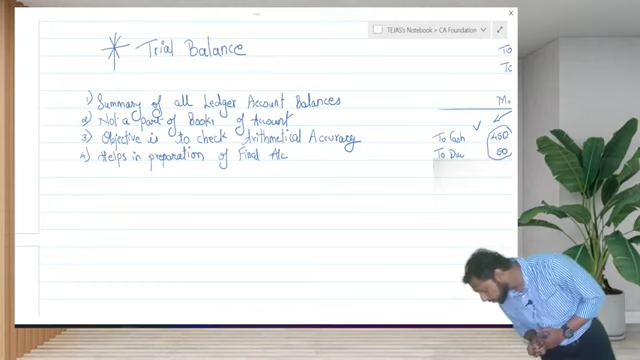 TEJAS's Notebook > CA Foundation
Trial Balance
To
To
1) Summary of all Ledger Account Balances
2) Not a part of Books of Account
3) Objective is to check Arithmetical Accuracy
4) Helps in preparation of Final A/c
To Cash 450
To Disc 50